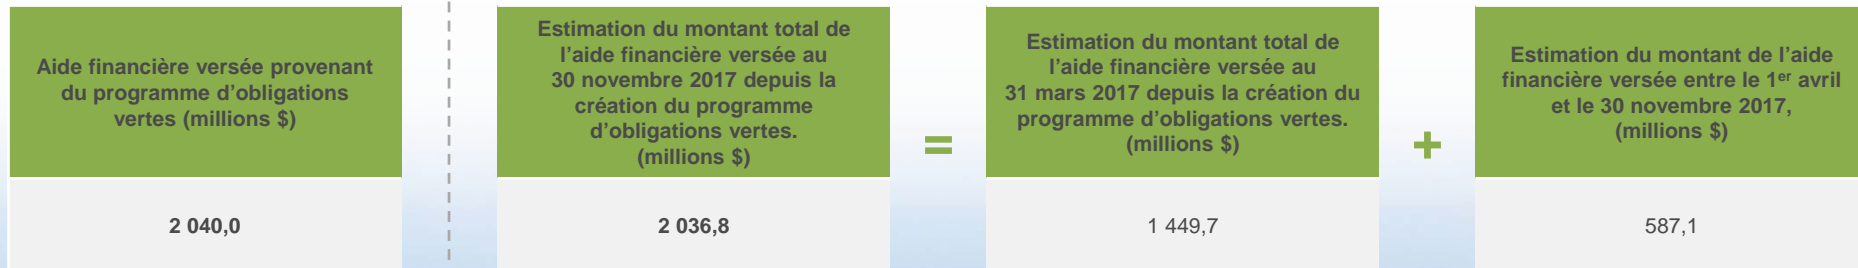 Aide financière versée provenant
du programme d’obligations
vertes (millions $)
2 040,0
Estimation du montant total de
l’aide financière versée au
30 novembre 2017 depuis la
création du programme
d’obligations vertes.
(millions $)
2 036,8
=
Estimation du montant total de
l’aide financière versée au
31 mars 2017 depuis la création du
programme d’obligations vertes.
(millions $)
1 449,7
+
Estimation du montant de l’aide
financière versée entre le 1er avril
et le 30 novembre 2017,
(millions $)
587,1